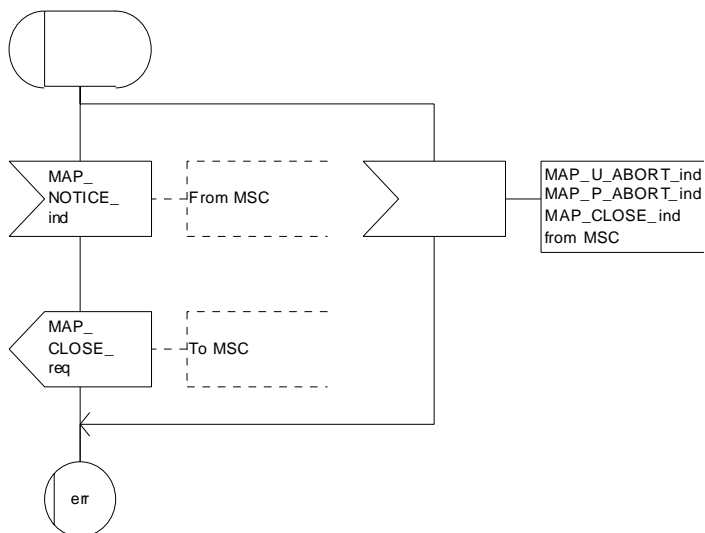 MAP_
NOTICE_
ind
From MSC
MAP_U_ABORT_ind
MAP_P_ABORT_ind
MAP_CLOSE_ind
from MSC
MAP_
CLOSE_
req
To MSC
err